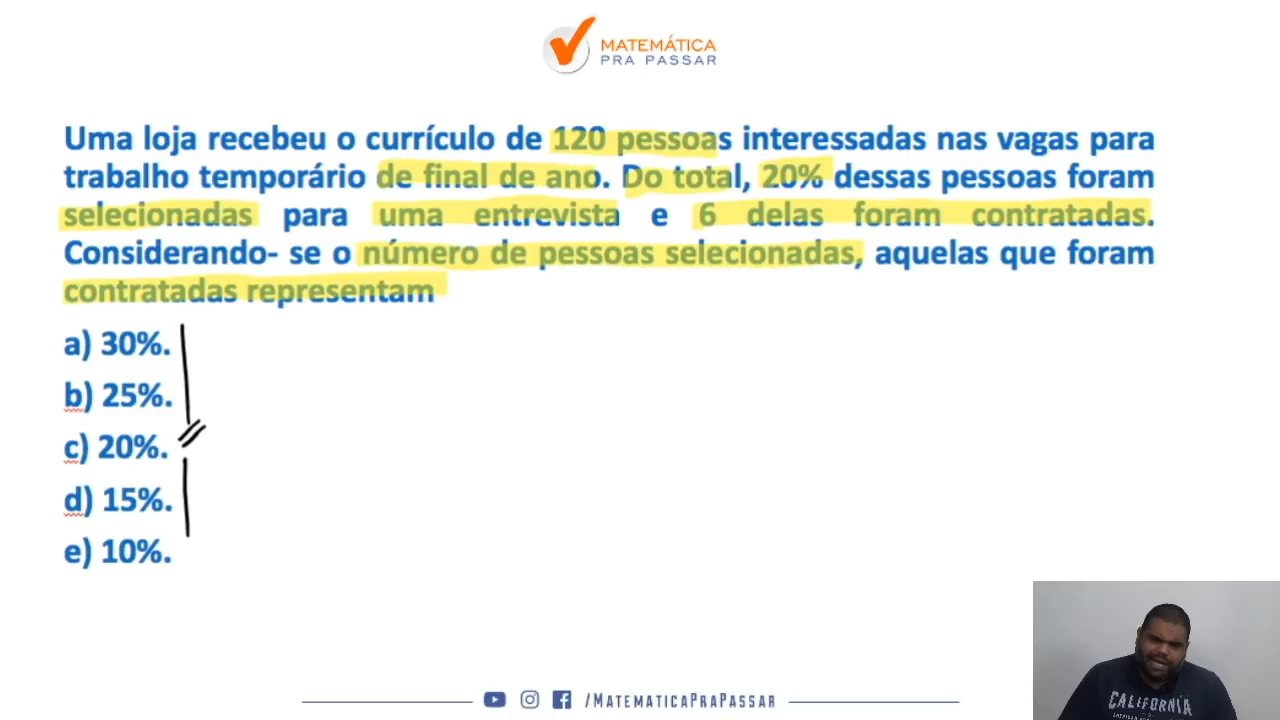 MATEMÁTICA
PRA PASSAR
Uma loja recebeu o currículo de 120 pessoas interessadas nas vagas para
trabalho temporário de final de ano. Do total, 20% dessas pessoas foram
selecionadas para uma entrevista e 6 delas foram contratadas.
Considerando- se o número de pessoas selecionadas, aquelas que foram
contratadas representam
a) 30%.
b) 25%.
c) 20%.
d) 15%.
e) 10%.
CALIFORNIA
/MATEMATICAPRAPASSAR